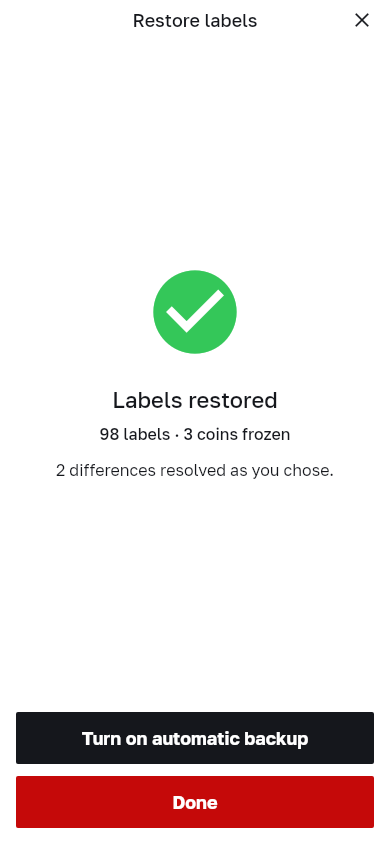 Restore labels
Labels restored
98 labels · 3 coins frozen
2 differences resolved as you chose.
Turn on automatic backup
Done